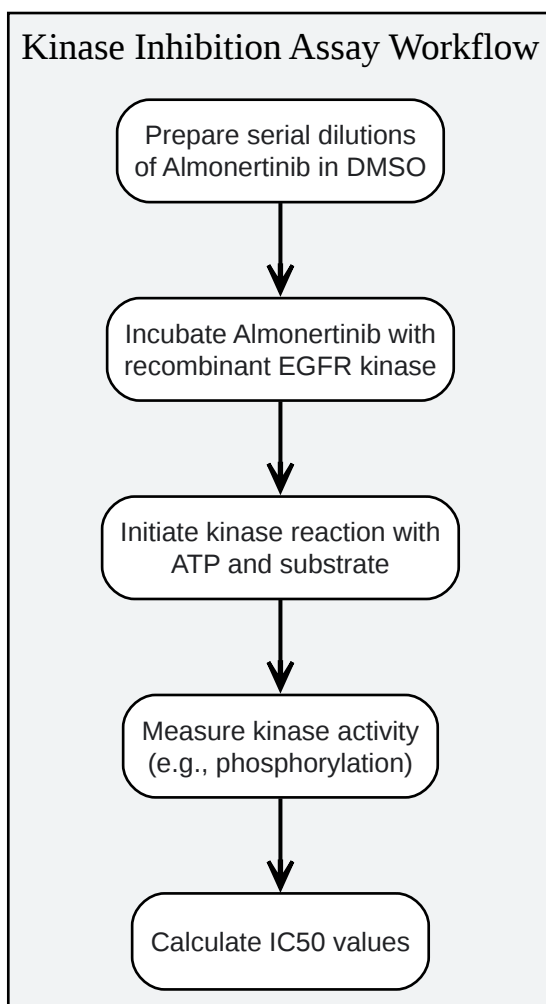 Kinase Inhibition Assay Workflow
Prepare serial dilutions
of Almonertinib in DMSO
Incubate Almonertinib with
recombinant EGFR kinase
Initiate kinase reaction with
ATP and substrate
Measure kinase activity
(e.g., phosphorylation)
Calculate IC50 values